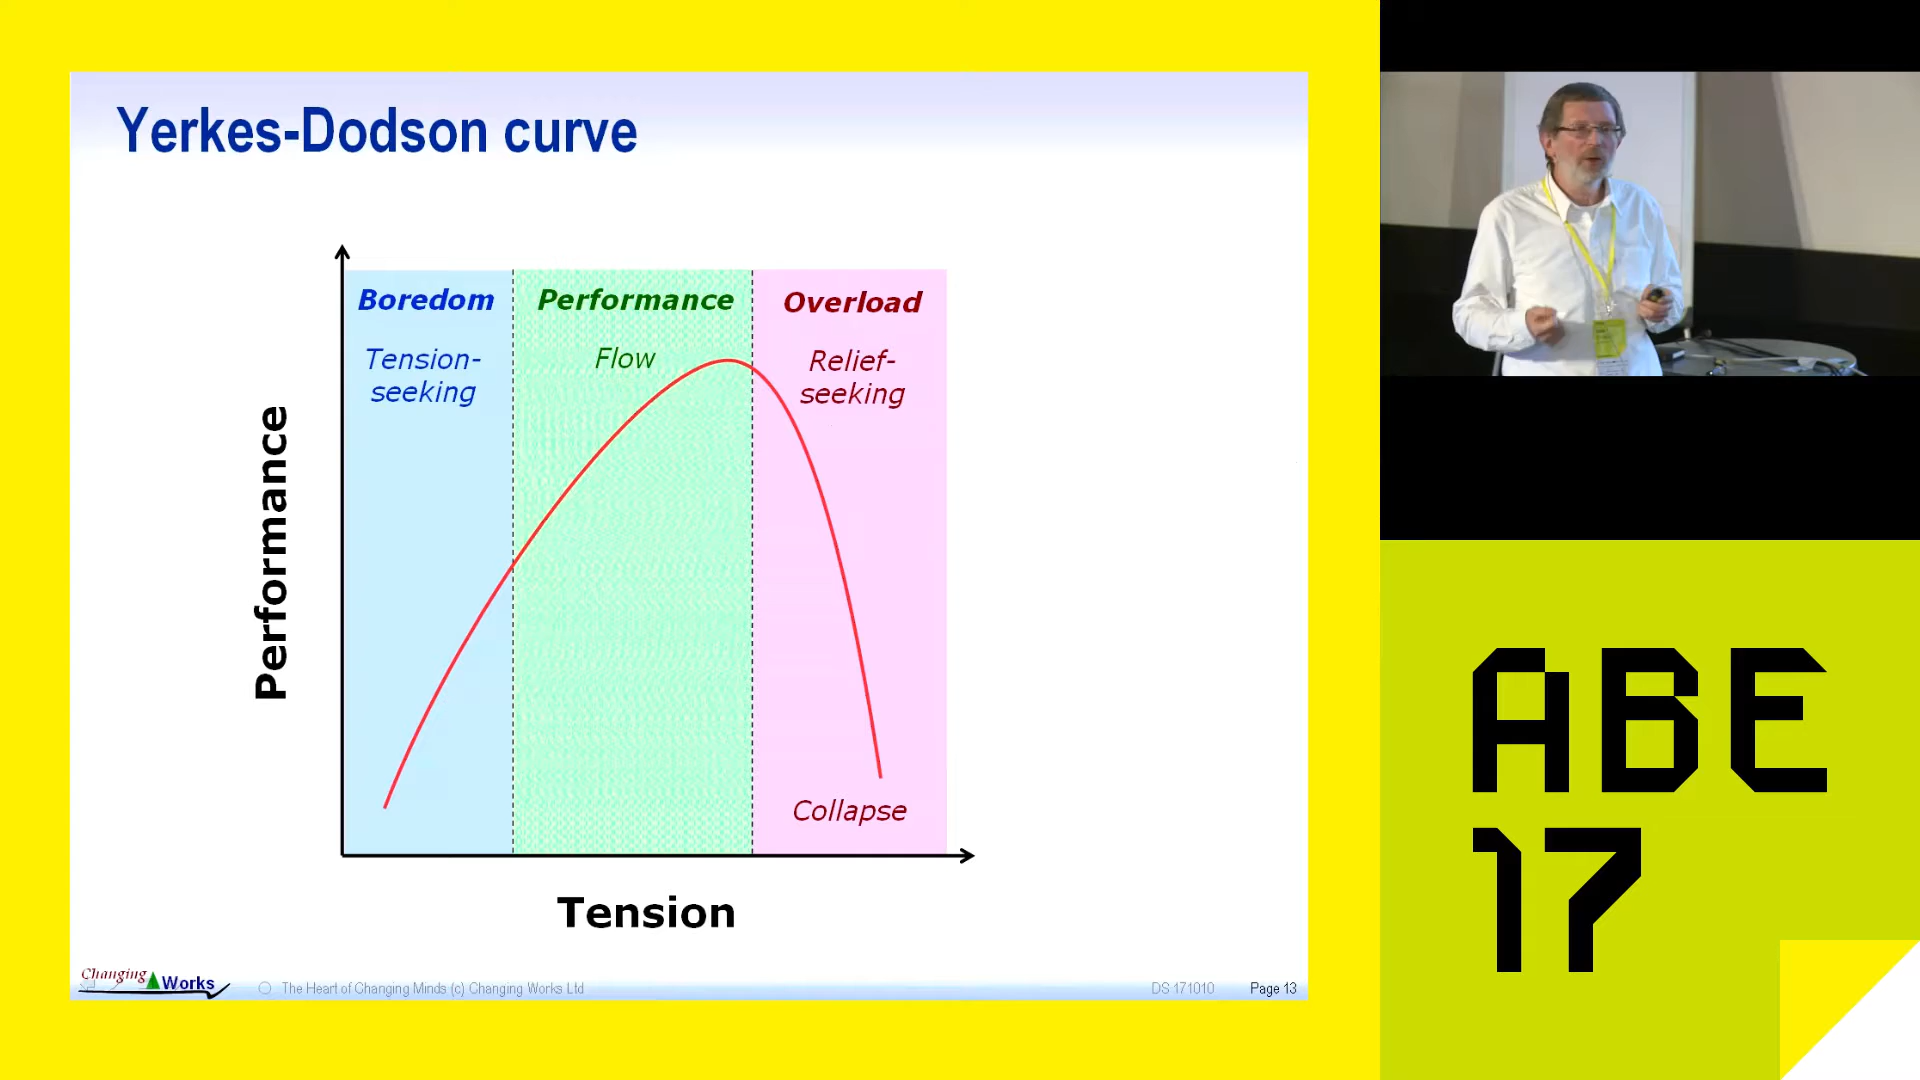 Yerkes-Dodson curve
Boredom
Performance
Overload
Tension-
seeking
Flow
Relief-
seeking
Performance
Collapse
Tension
Changing Works
The Heart of Changing Minds (c) Changing Works Ltd
DS 171010
Page 13
ABE
17